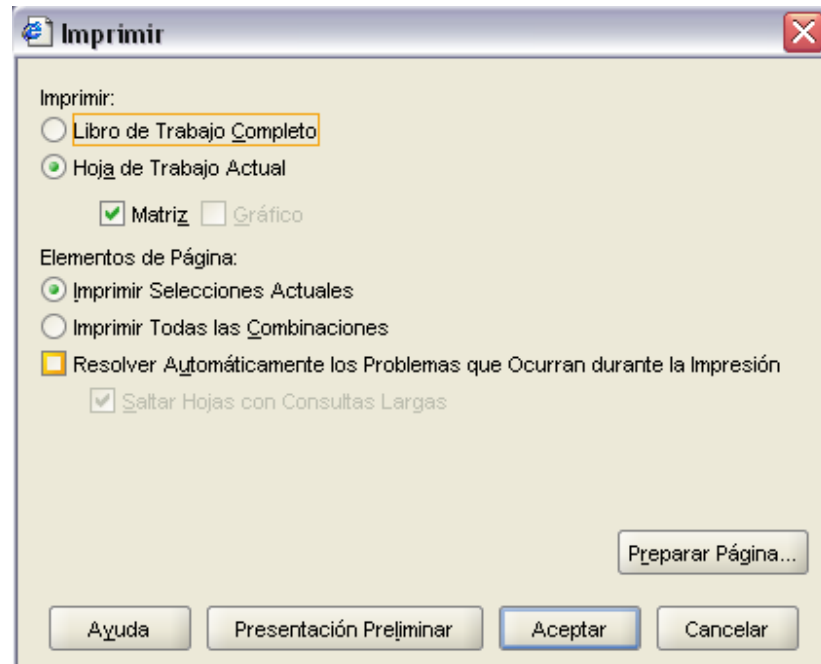 Imprimir
Imprimir:
Libro de Trabajo Completo
Hoja de Trabajo Actual
Matriz Gráfico
Elementos de Página:
Imprimir Selecciones Actuales
Imprimir Todas las Combinaciones
Resolver Automáticamente los Problemas que Ocurran durante la Impresión
Saltar Hojas con Consultas Largas
Preparar Página...
Ayuda Presentación Preliminar Aceptar Cancelar